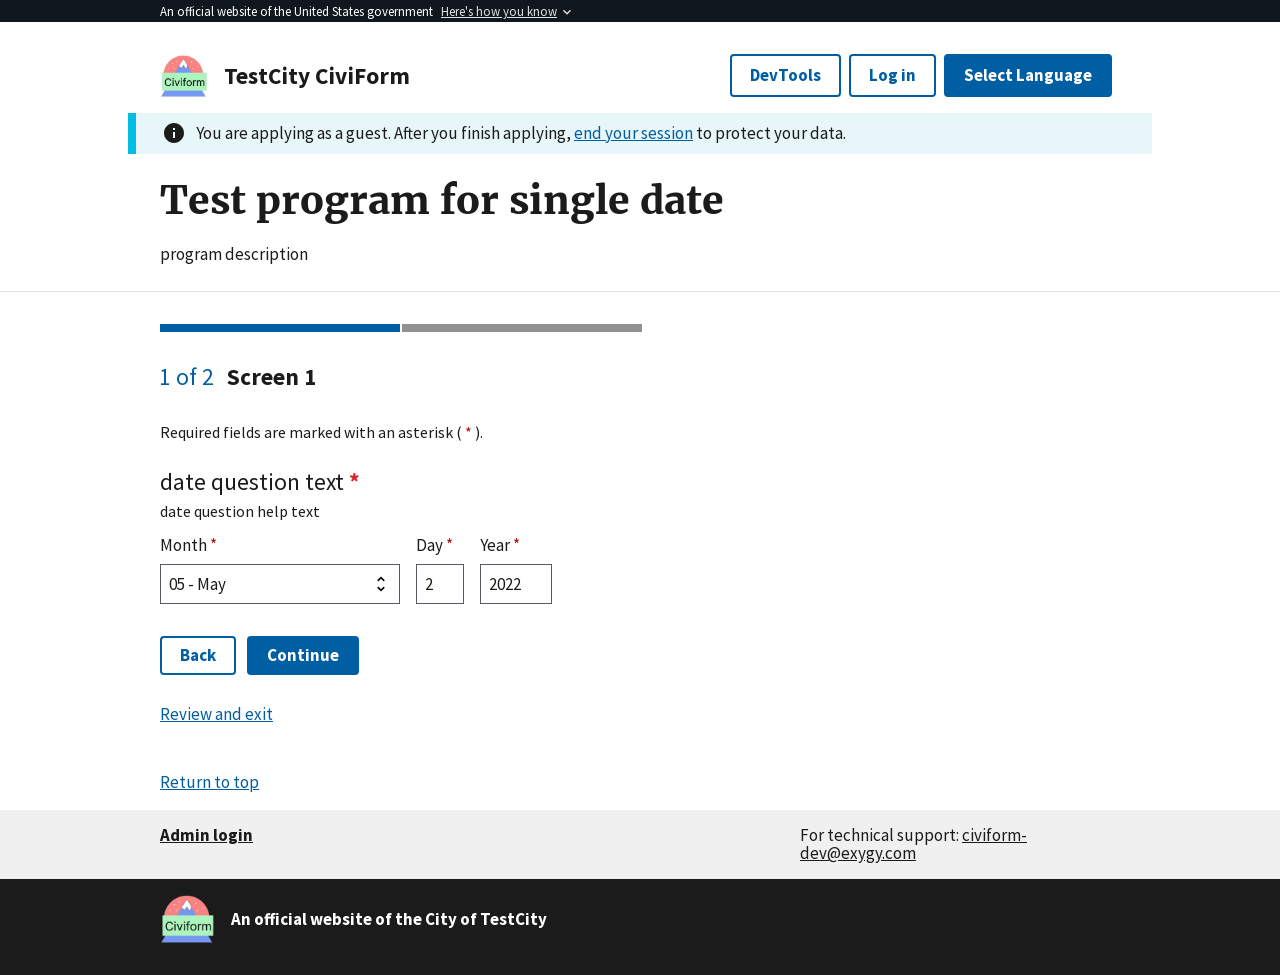 An official website of the United States government Here's how you know
Civiform
TestCity CiviForm
DevTools
Log in
Select Language
You are applying as a guest. After you finish applying, end your session to protect your data.
Test program for single date
program description
1 of 2 Screen 1
Required fields are marked with an asterisk ( * ).
date question text *
date question help text
Month * Day * Year *
05 - May 2 2022
Back Continue
Review and exit
Return to top
Admin login
For technical support: civiform-
dev@exygy.com
Civiform
An official website of the City of TestCity